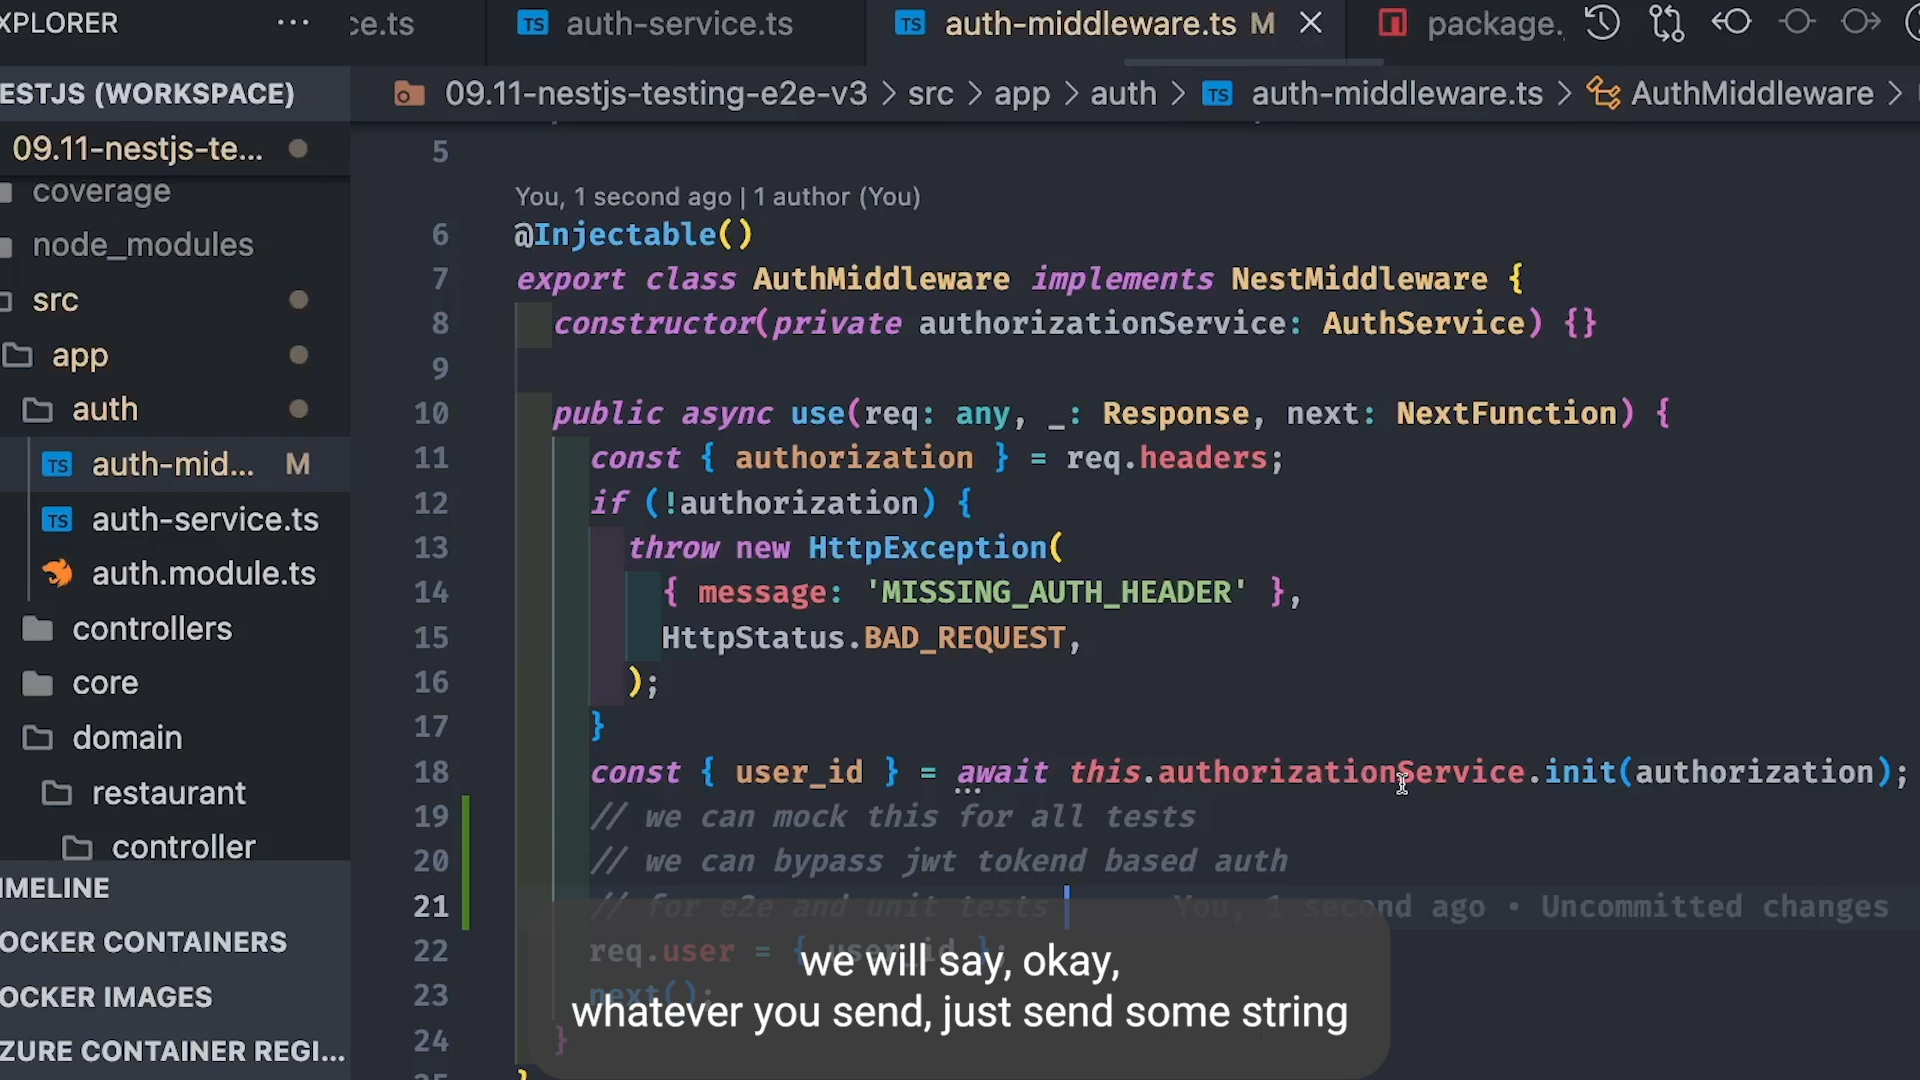 XPLORER
ce.ts
auth-service.ts
auth-middleware.ts M
package.
ESTJS (WORKSPACE)
09.11-nestjs-testing-e2e-v3 > src > app > auth > TS auth-middleware.ts > AuthMiddleware >
09.11-nestjs-te...
coverage
node_modules
src
app
auth
TS auth-mid... M
TS auth-service.ts
auth.module.ts
controllers
core
domain
restaurant
controller
IMELINE
OCKER CONTAINERS
OCKER IMAGES
ZURE CONTAINER REGI...
5
You, 1 second ago | 1 author (You)
6 @Injectable()
7 export class AuthMiddleware implements NestMiddleware {
8 constructor(private authorizationService: AuthService) {}
9
10 public async use(req: any, _: Response, next: NextFunction) {
11 const { authorization } = req.headers;
12 if (!authorization) {
13 throw new HttpException(
14 { message: 'MISSING_AUTH_HEADER' },
15 HttpStatus.BAD_REQUEST,
16 );
17 }
18 const { user_id } = await this.authorizationService.init(authorization);
19 // we can mock this for all tests
20 // we can bypass jwt tokend based auth
21 // for e2e and unit tests You, 1 second ago • Uncommitted changes
22 req.user = { user_id };
23 next();
24 }
}
we will say, okay,
whatever you send, just send some string